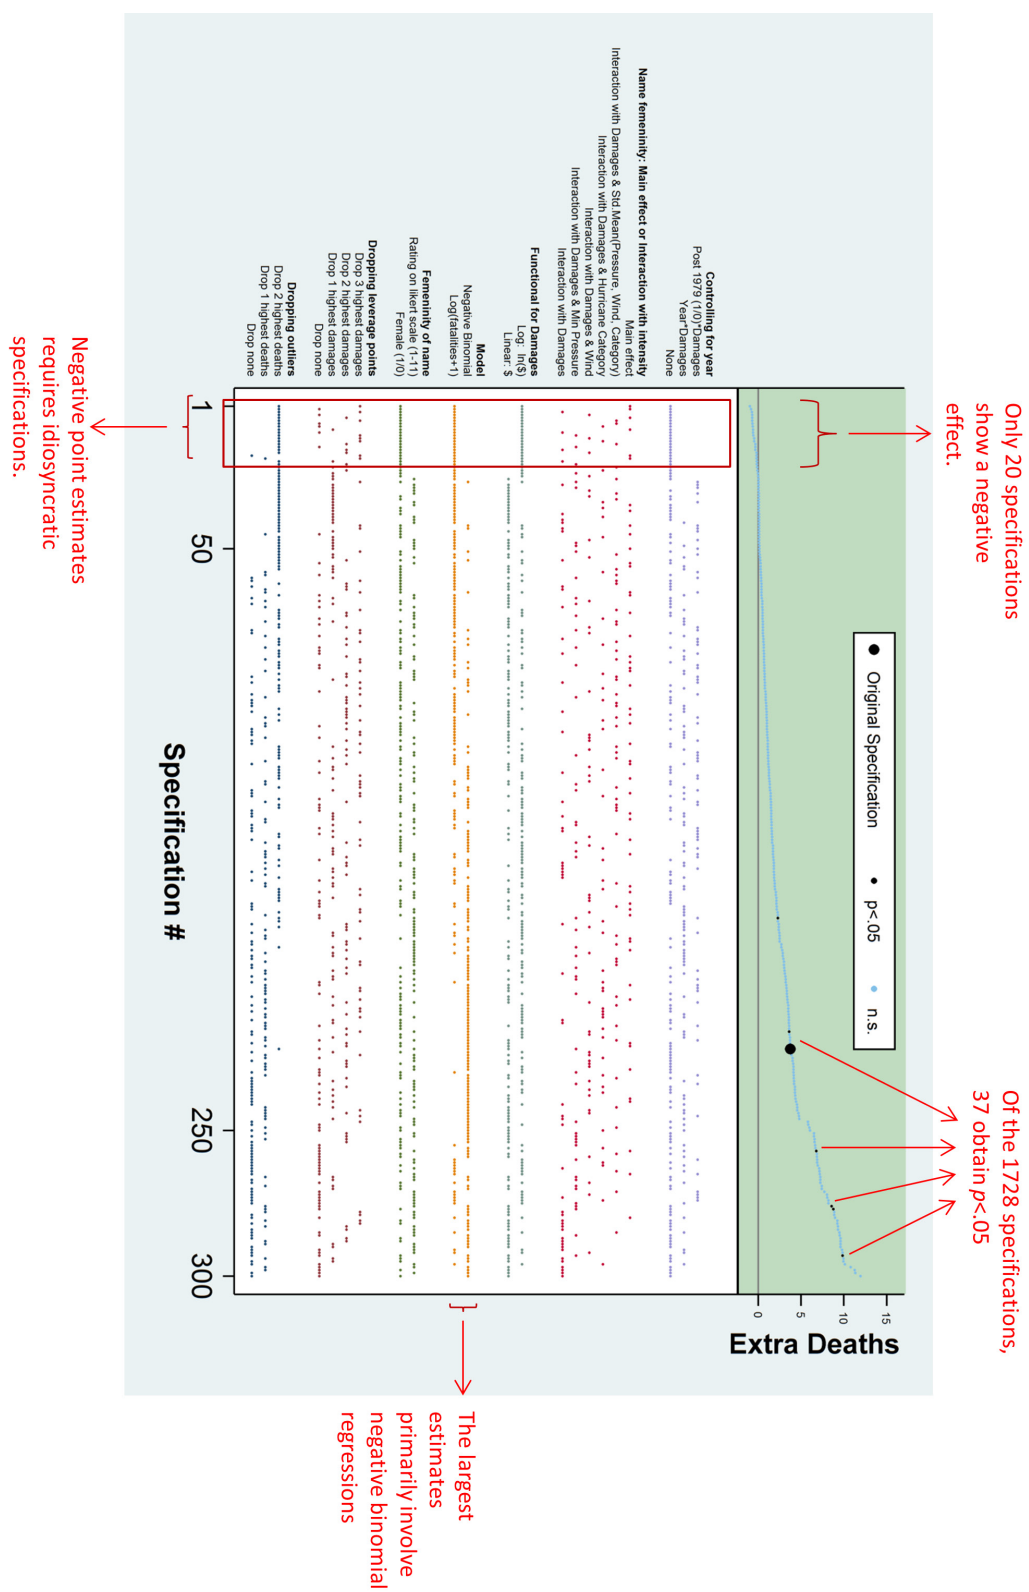 Only 20 specifications
show a negative
effect.
Of the 1728 specifications,
37 obtain p<.05
Original Specification
p<.05
n.s.
Extra Deaths
0
5
10
15
Controlling for year
Post 1979 (1/0)*Damages
Year*Damages
None
Name femeninity: Main effect or Interaction with intensity
Main effect
Interaction with Damages & Std.Mean(Pressure, Wind, Category)
Interaction with Damages & Hurricane Category
Interaction with Damages & Wind
Interaction with Damages & Min Pressure
Interaction with Damages
Functional for Damages
Log: ln($)
Linear: $
Model
Negative Binomial
Log(fatalities+1)
Femeninity of name
Rating on likert scale (1-11)
Female (1/0)
Dropping leverage points
Drop 3 highest damages
Drop 2 highest damages
Drop 1 highest damages
Drop none
Dropping outliers
Drop 2 highest deaths
Drop 1 highest deaths
Drop none
1
50
250
300
Specification #
The largest
estimates
primarily involve
negative binomial
regressions
Negative point estimates
requires idiosyncratic
specifications.